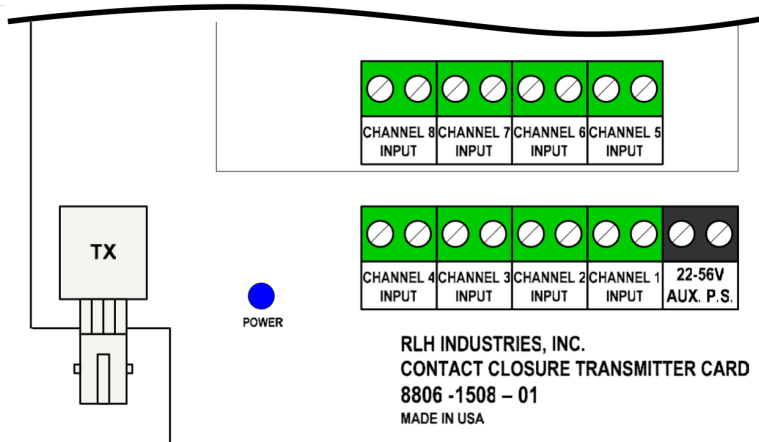 CHANNEL 8 CHANNEL 7 CHANNEL 6 CHANNEL 5
INPUT INPUT INPUT INPUT
TX
CHANNEL 4 CHANNEL 3 CHANNEL 2 CHANNEL 1 22-56V
INPUT INPUT INPUT INPUT AUX. P.S.
POWER
RLH INDUSTRIES, INC.
CONTACT CLOSURE TRANSMITTER CARD
8806 -1508 – 01
MADE IN USA